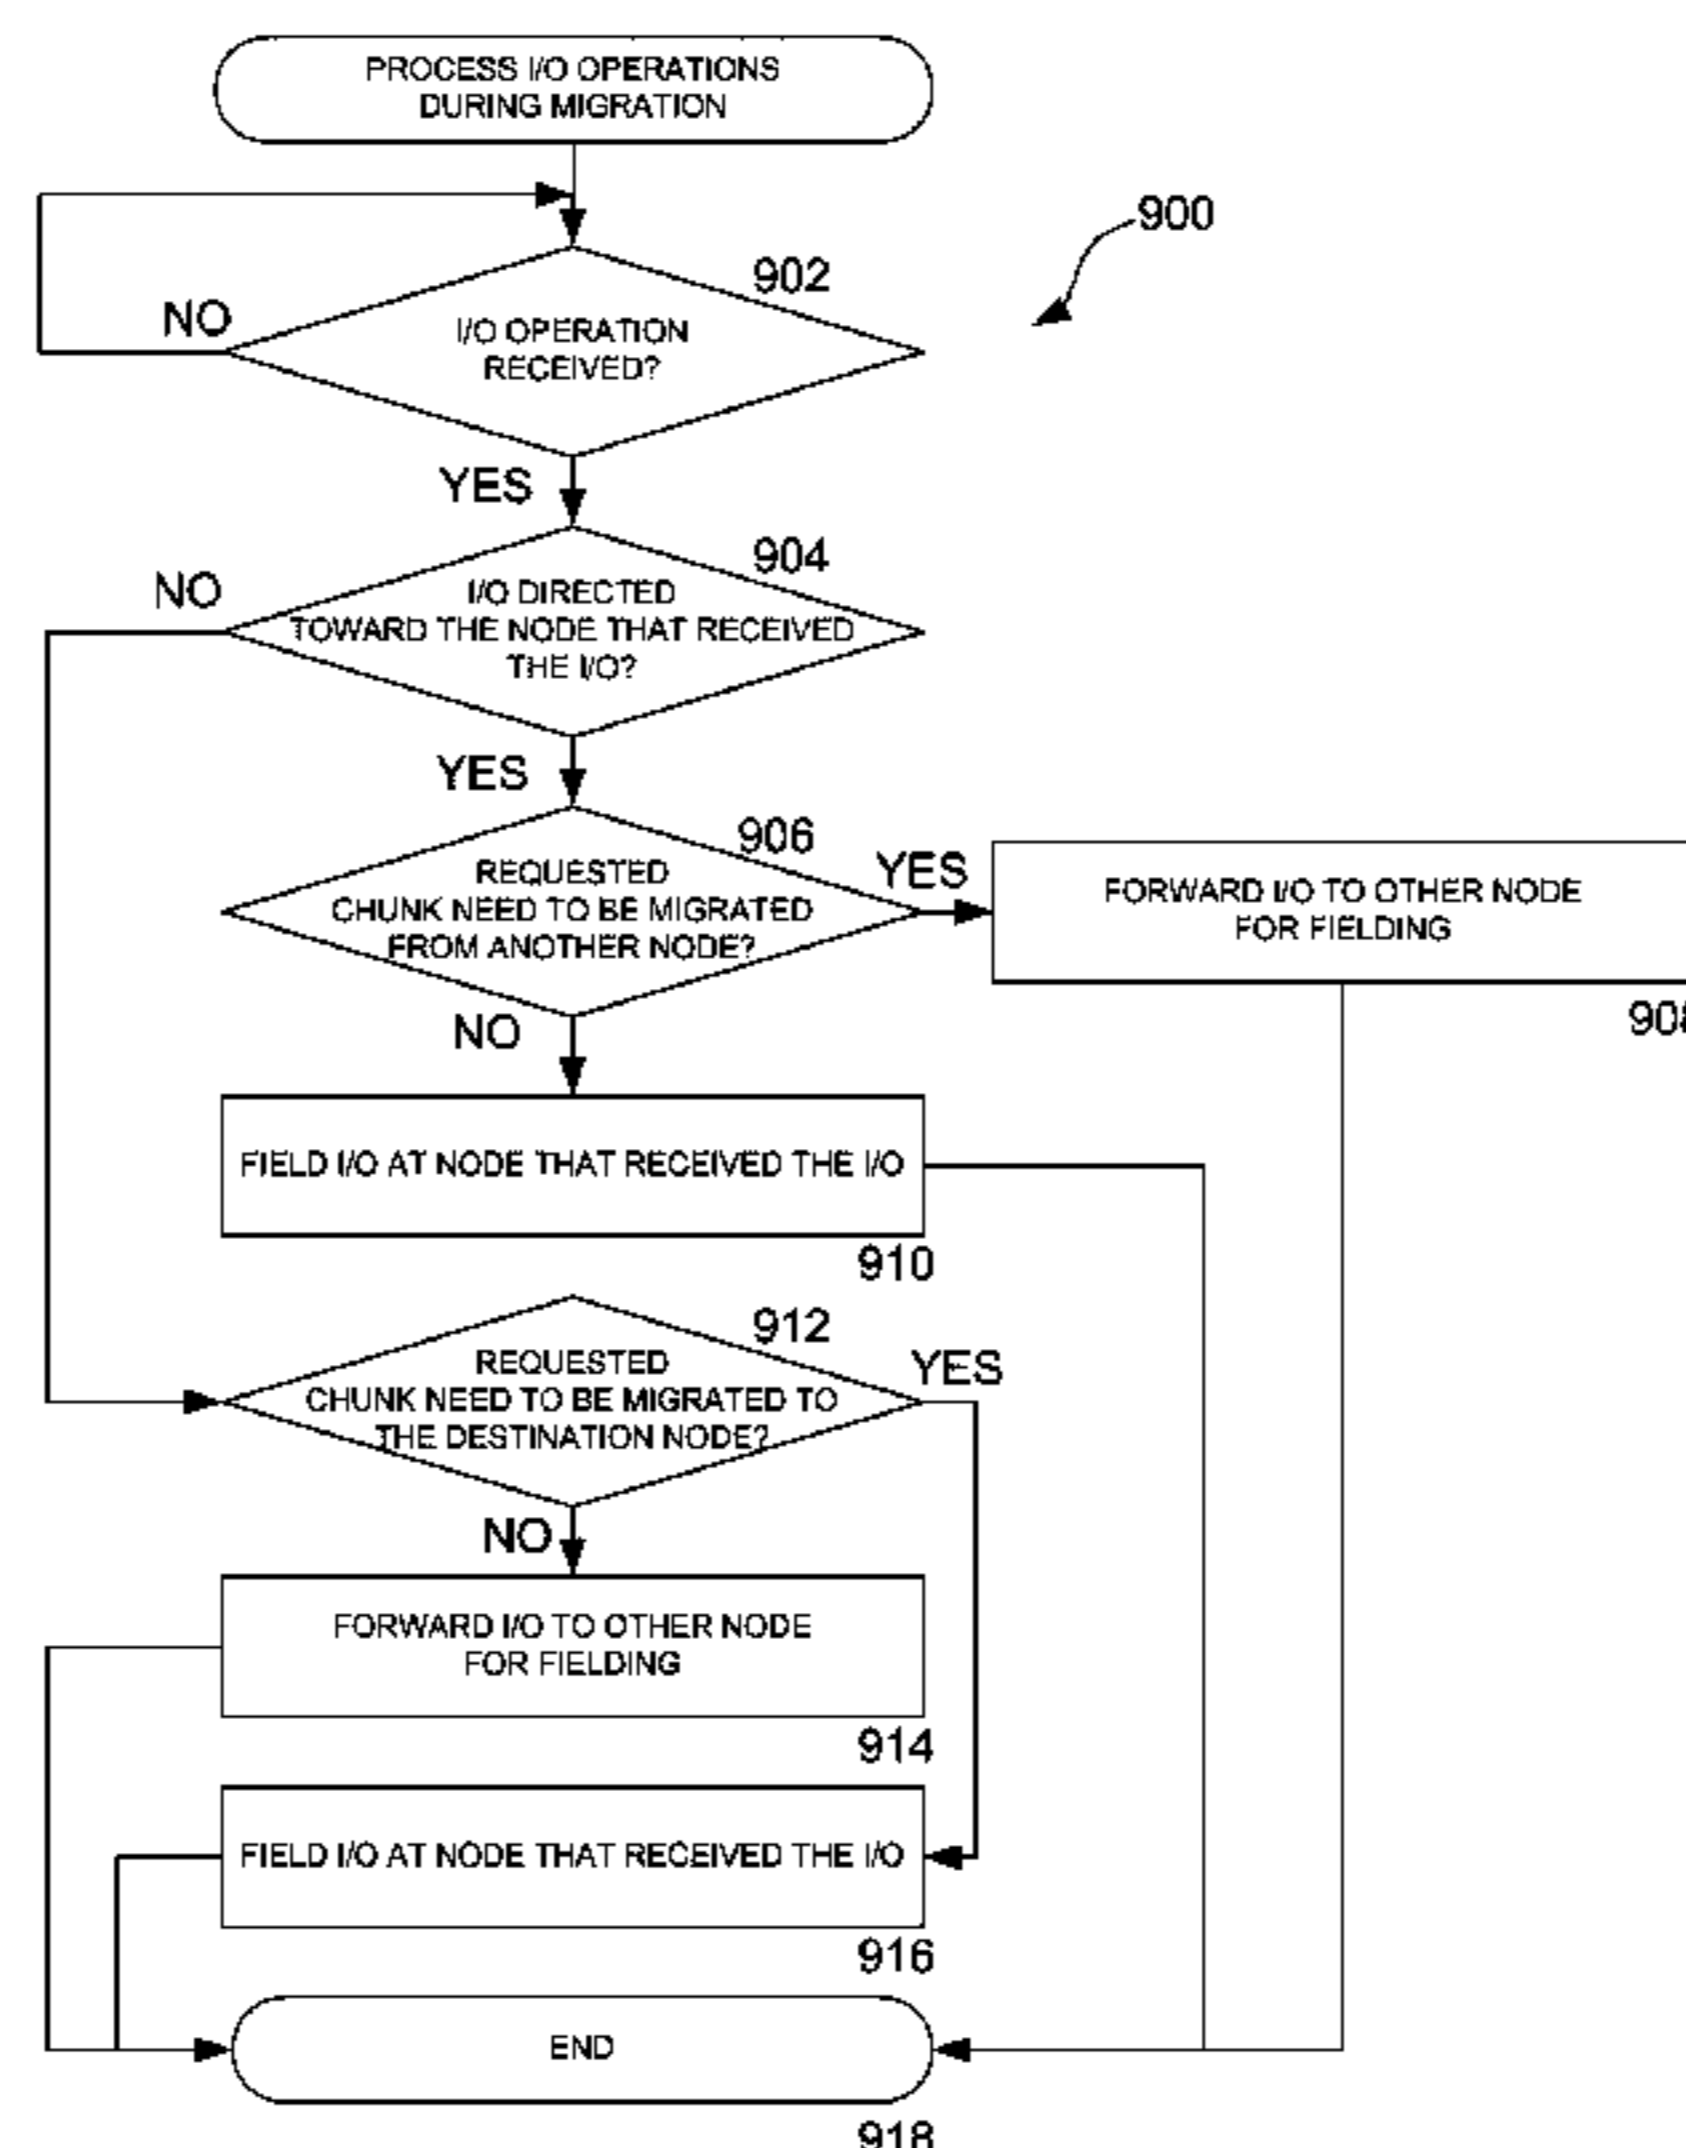 PROCESS I/O OPERATIONS
DURING MIGRATION
900
902
NO
I/O OPERATION
RECEIVED?
YES
904
NO
I/O DIRECTED
TOWARD THE NODE THAT RECEIVED
THE I/O?
YES
906
REQUESTED
CHUNK NEED TO BE MIGRATED
FROM ANOTHER NODE?
YES
FORWARD I/O TO OTHER NODE
FOR FIELDING
NO
FIELD I/O AT NODE THAT RECEIVED THE I/O
910
912
REQUESTED
CHUNK NEED TO BE MIGRATED TO
THE DESTINATION NODE?
YES
NO
FORWARD I/O TO OTHER NODE
FOR FIELDING
914
FIELD I/O AT NODE THAT RECEIVED THE I/O
916
END
918